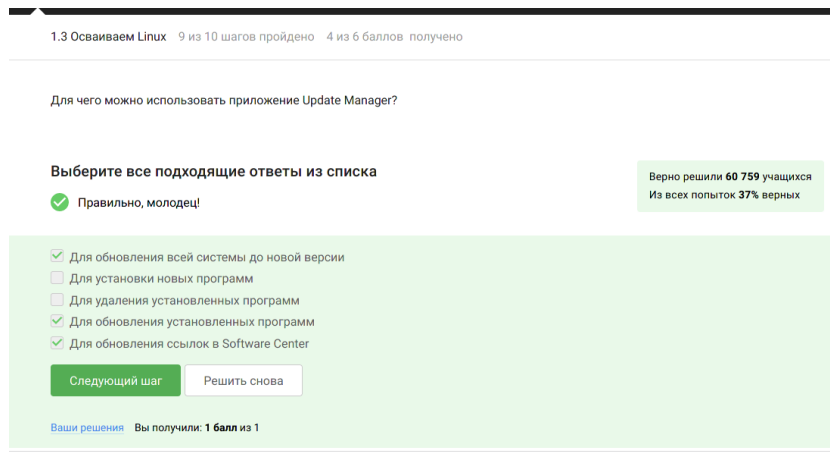 1.3 Осваиваем Linux 9 из 10 шагов пройдено 4 из 6 баллов получено
Для чего можно использовать приложение Update Manager?
Выберите все подходящие ответы из списка
Правильно, молодец!
Верно решили 60 759 учащихся
Из всех попыток 37% верных
Для обновления всей системы до новой версии
Для установки новых программ
Для удаления установленных программ
Для обновления установленных программ
Для обновления ссылок в Software Center
Следующий шаг Решить снова
Ваши решения Вы получили: 1 балл из 1